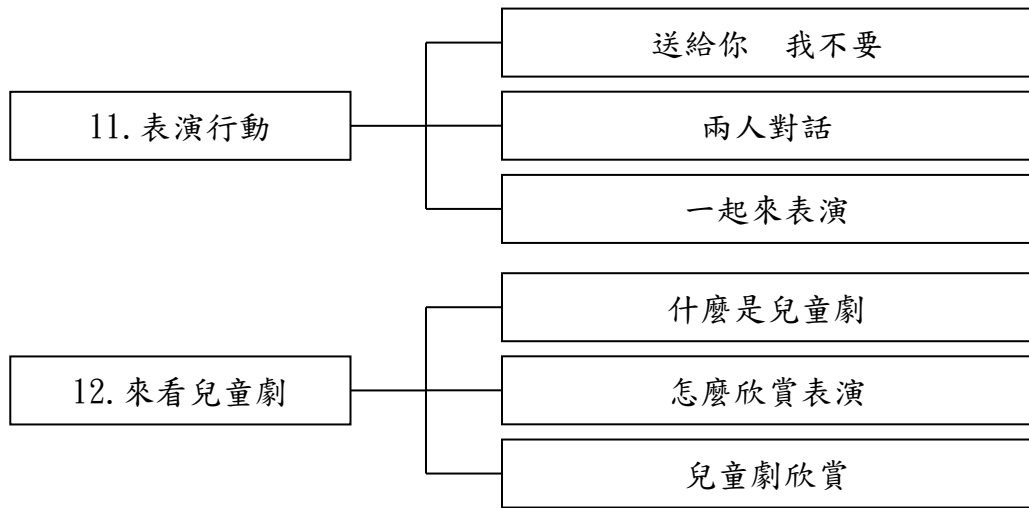 送給你　我不要
11.表演行動
兩人對話
一起來表演
什麼是兒童劇
12.來看兒童劇
怎麼欣賞表演
兒童劇欣賞